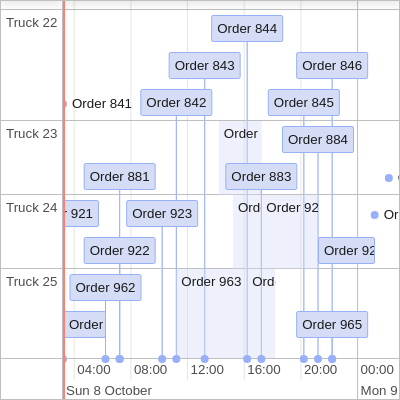 Truck 22
Order 844
Order 843
Order 846
Order 841
Order 842
Order 845
Truck 23
Order
Order 884
Order 881
Order 883
Truck 24
921
Order 923
Ord
Order 92
Or
Order 922
Order 92
Truck 25
Order 962
Order 963
Ord
Order
Order 965
04:00
08:00
12:00
16:00
20:00
00:00
Sun 8 October
Mon 9